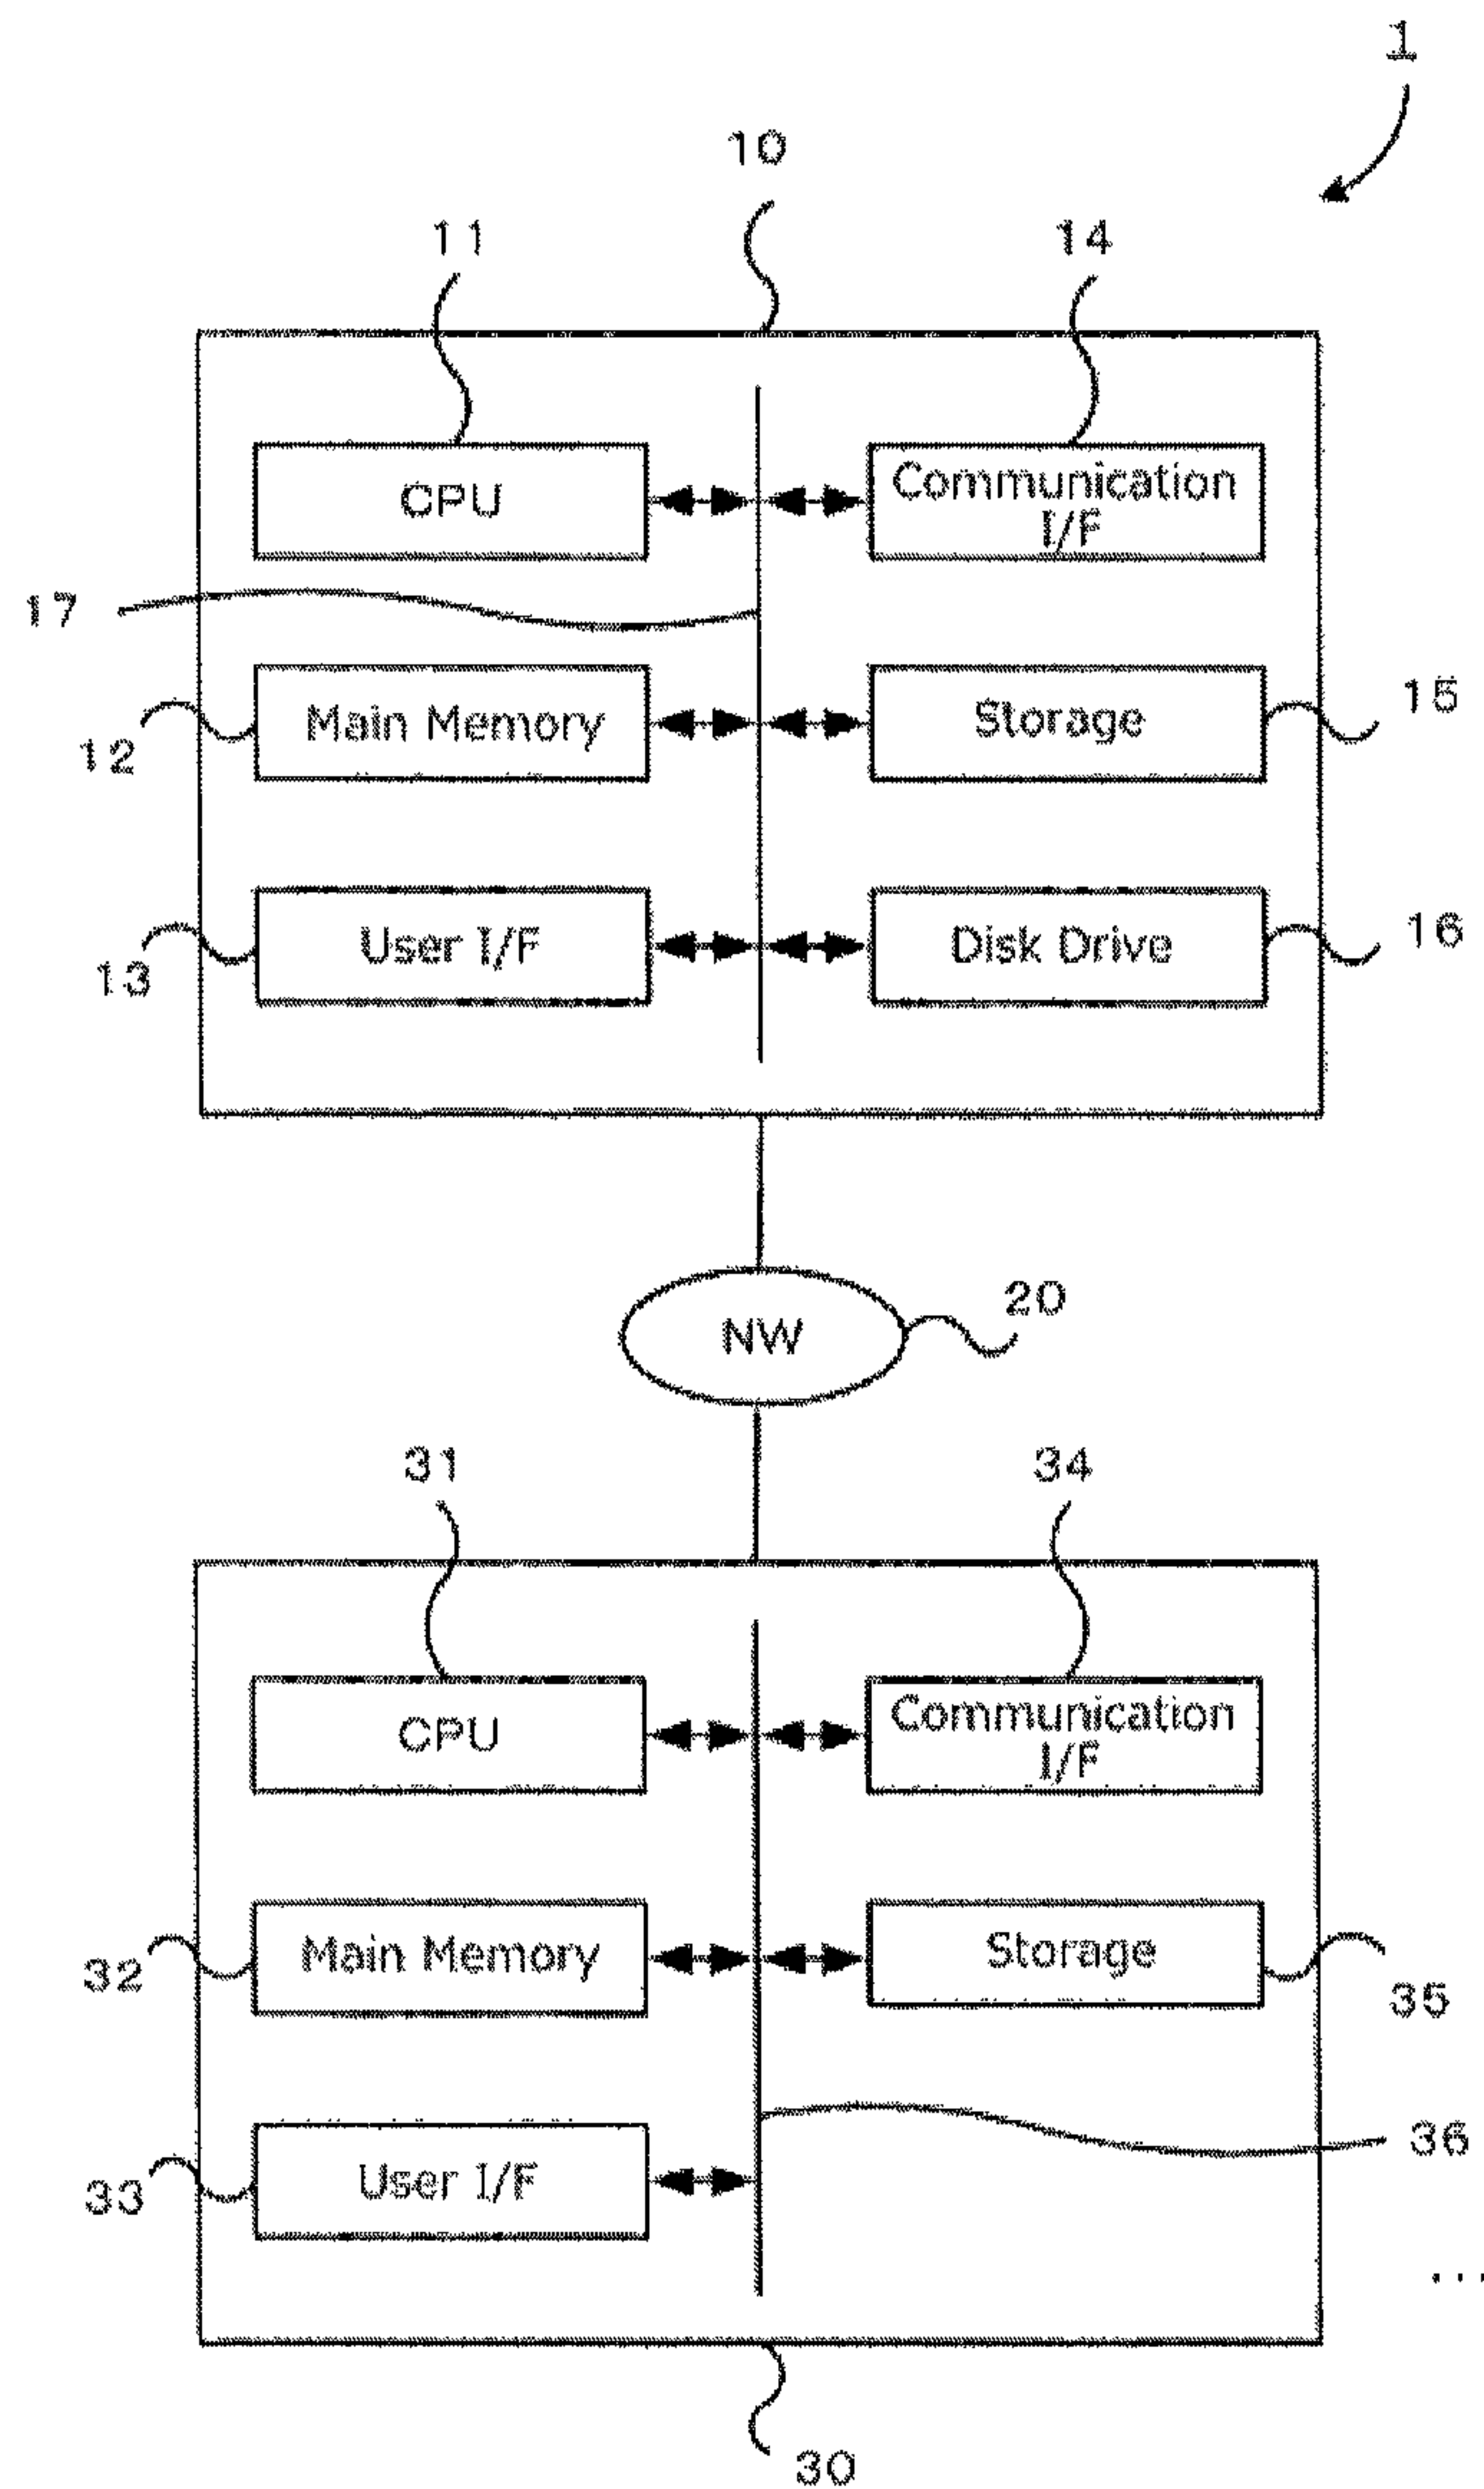 1
10
11
14
CPU
Communication
I/F
17
Main Memory
Storage
15
12
User I/F
Disk Drive
16
13
NW
20
31
34
CPU
Communication
I/F
Main Memory
Storage
32
35
User I/F
36
33
...
30